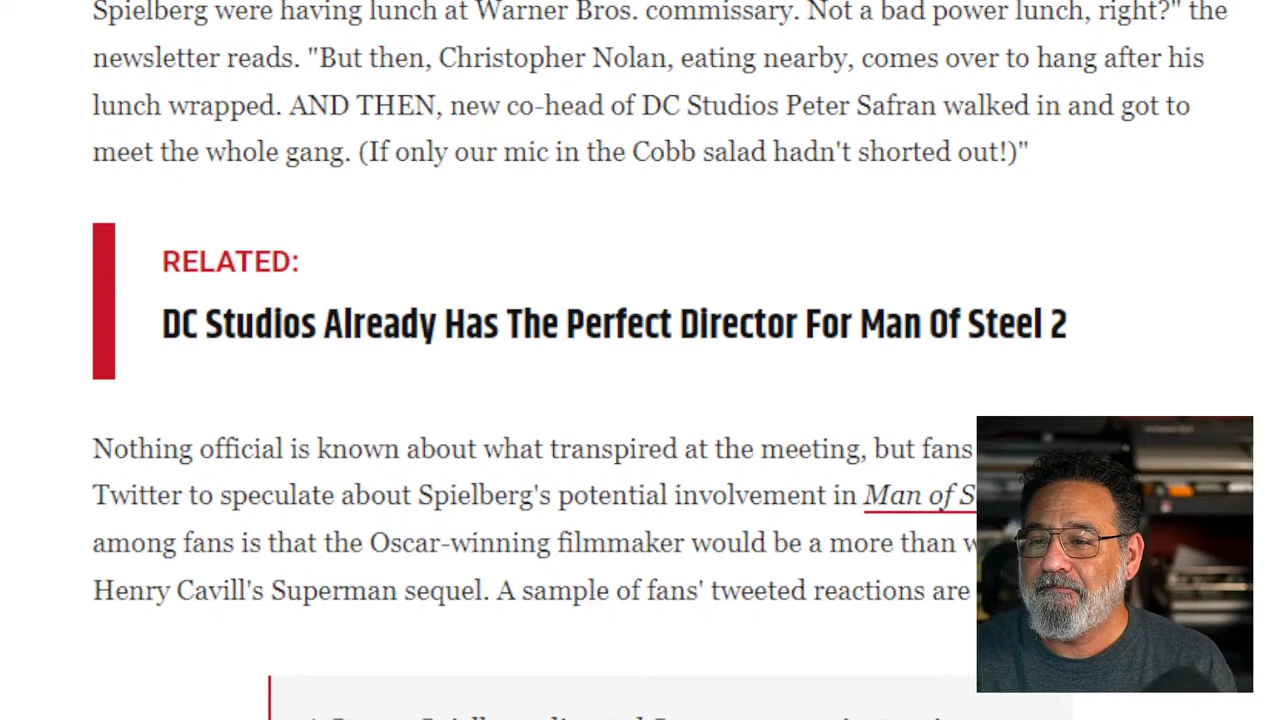 Spielberg were having lunch at Warner Bros. commissary. Not a bad power lunch, right?" the
newsletter reads. "But then, Christopher Nolan, eating nearby, comes over to hang after his
lunch wrapped. AND THEN, new co-head of DC Studios Peter Safran walked in and got to
meet the whole gang. (If only our mic in the Cobb salad hadn't shorted out!)"
RELATED:
DC Studios Already Has The Perfect Director For Man Of Steel 2
Nothing official is known about what transpired at the meeting, but fans
Twitter to speculate about Spielberg's potential involvement in Man of S
among fans is that the Oscar-winning filmmaker would be a more than w
Henry Cavill's Superman sequel. A sample of fans' tweeted reactions are